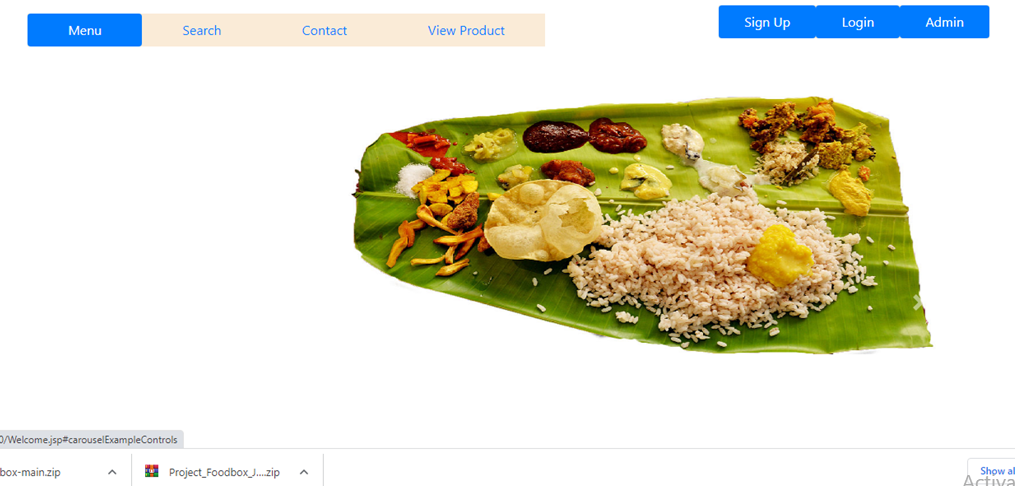 Menu Search Contact View Product Sign Up Login Admin
0/Welcome.jsp#carouselExampleControls
box-main.zip Project_Foodbox_J....zip Show al
Activa